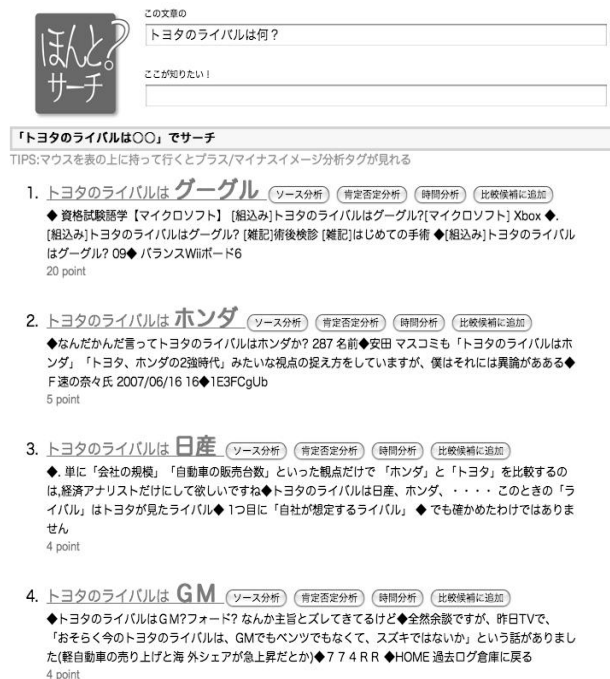 ほんと?
サーチ
この文章の
トヨタのライバルは何？
ここが知りたい！
「トヨタのライバルは○○」でサーチ
TIPS:マウスを表の上に持って行くとプラス/マイナスイメージ分析タグが見れる
1. トヨタのライバルは グーグル ソース分析 肯定否定分析 時間分析 比較候補に追加
◆ 資格試験語学【マイクロソフト】 [組込み]トヨタのライバルはグーグル?[マイクロソフト] Xbox ◆.
[組込み]トヨタのライバルはグーグル? [雑記]術後検診 [雑記]はじめての手術 ◆[組込み]トヨタのライバル
はグーグル? 09◆ バランスWiiボード6
20 point
2. トヨタのライバルは ホンダ ソース分析 肯定否定分析 時間分析 比較候補に追加
◆なんだかんだ言ってトヨタのライバルはホンダか? 287 名前◆安田 マスコミも「トヨタのライバルはホ
ンダ」「トヨタ、ホンダの2強時代」みたいな視点の捉え方をしていますが、僕はそれには異論があある◆
Ｆ速の奈々氏 2007/06/16 16◆1E3FCgUb
5 point
3. トヨタのライバルは 日産 ソース分析 肯定否定分析 時間分析 比較候補に追加
◆. 単に「会社の規模」「自動車の販売台数」といった観点だけで 「ホンダ」と「トヨタ」を比較するの
は,経済アナリストだけにして欲しいですね◆トヨタのライバルは日産、ホンダ、・・・・ このときの「ラ
イバル」はトヨタが見たライバル◆ 1つ目に「自社が想定するライバル」 ◆ でも確かめたわけではありま
せん
4 point
4. トヨタのライバルは ＧＭ ソース分析 肯定否定分析 時間分析 比較候補に追加
◆トヨタのライバルはＧＭ?フォード? なんか主旨とズレしてきてるけど◆全然余談ですが、昨日TVで、
「おそらく今のトヨタのライバルは、GMでもベンツでもなくて、スズキではないか」という話がありまし
た(軽自動車の売り上げと海 外シェアが急上昇だとか)◆７７４ＲＲ ◆HOME 過去ログ倉庫に戻る
4 point